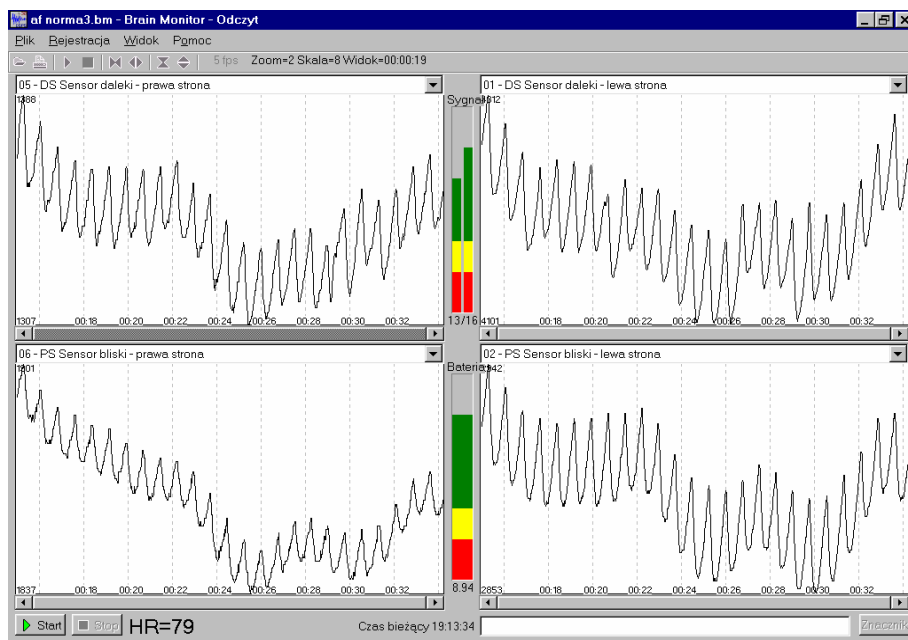 af norma3.bm - Brain Monitor - Odczyt
Plik Rejestracja Widok Pomoc
5 fps Zoom=2 Skala=8 Widok=00:00:19
05 - DS Sensor daleki - prawa strona
01 - DS Sensor daleki - lewa strona
1388
Sygnał
1307 00:18 00:20 00:22 00:24 00:26 00:28 00:30 00:32
13/16
4101 00:18 00:20 00:22 00:24 00:26 00:28 00:30 00:32
06 - PS Sensor bliski - prawa strona
02 - PS Sensor bliski - lewa strona
Bateria
1837 00:18 00:20 00:22 00:24 00:26 00:28 00:30 00:32
8.94
2853 00:18 00:20 00:22 00:24 00:26 00:28 00:30 00:32
Start Stop HR=79 Czas bieżący 19:13:34 Znacznik